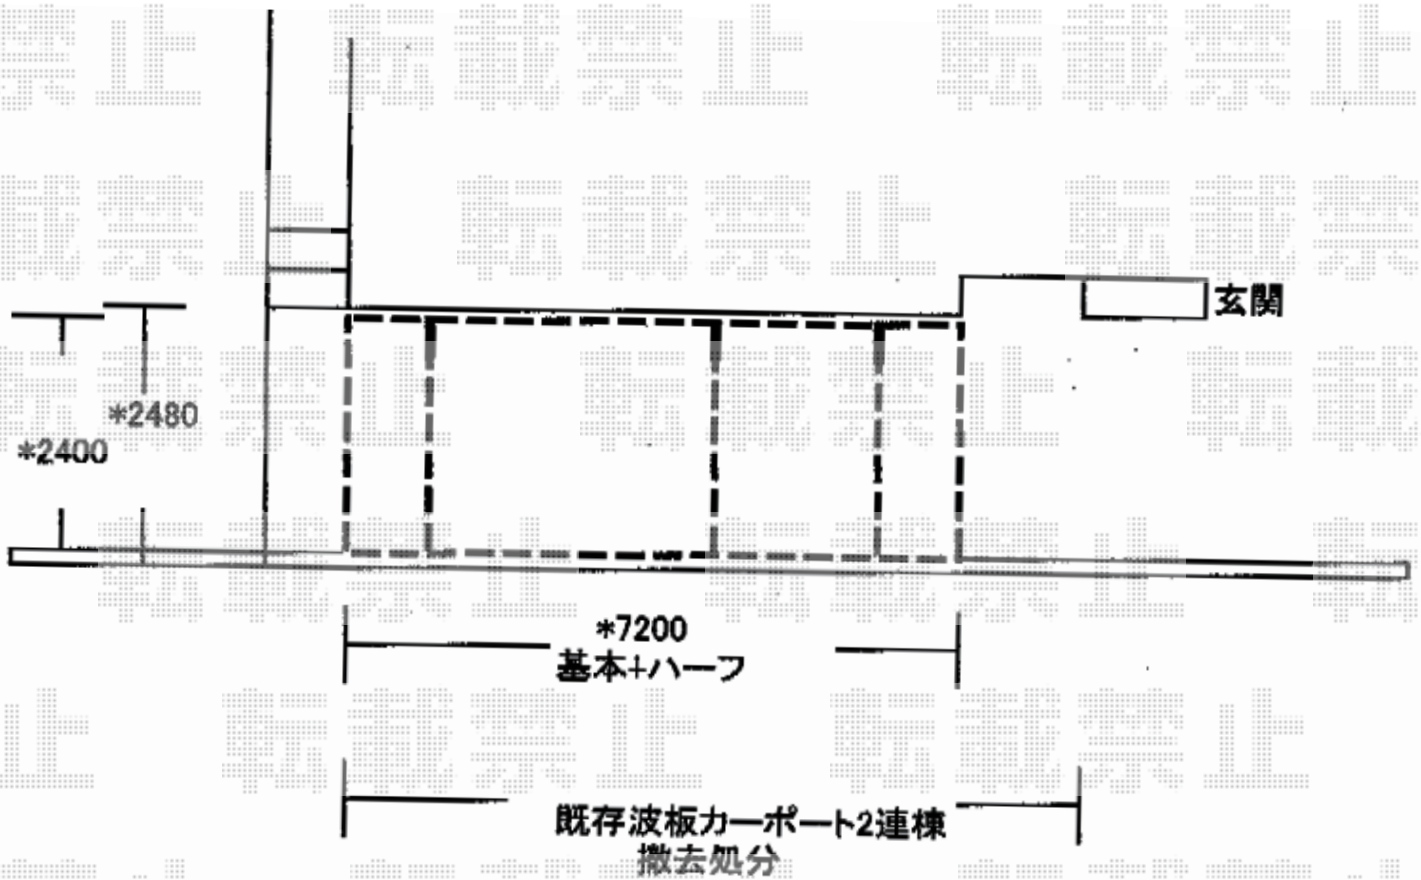 転載禁止
玄関
*2480
*2400
*7200
基本+ハーフ
既存波板カーポート2連棟
撤去処分